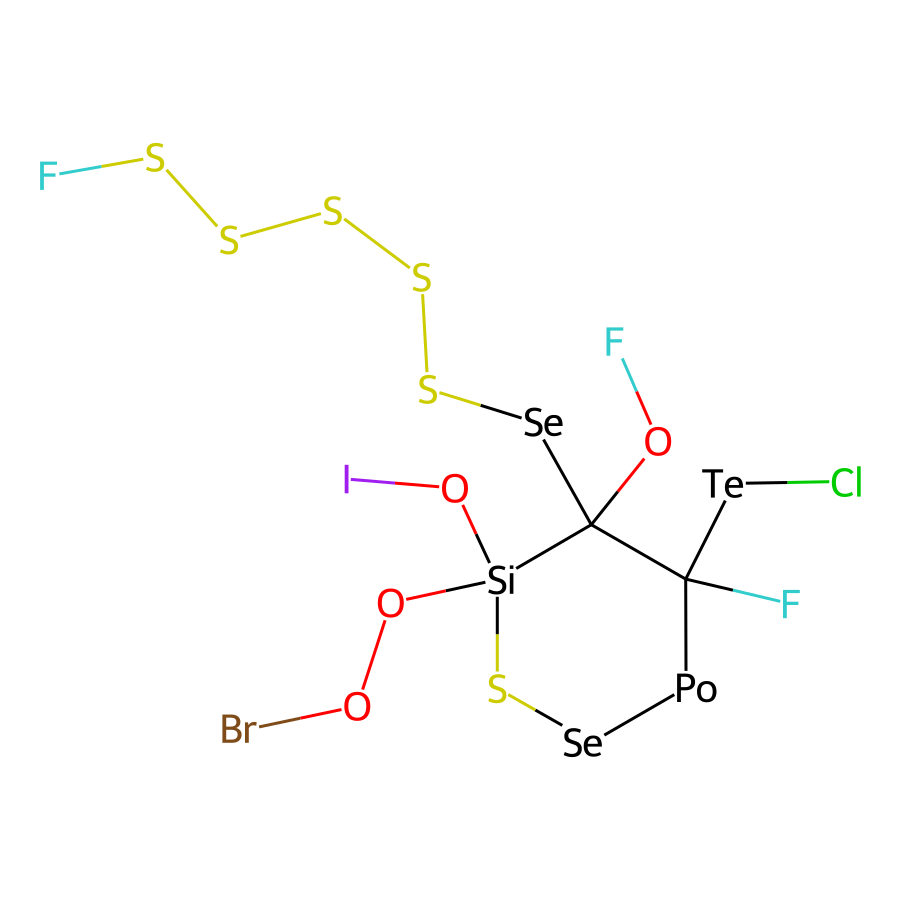 F S
S S
S
F
S Se O
I O Te Cl
Si
O F
O S Po
Br Se